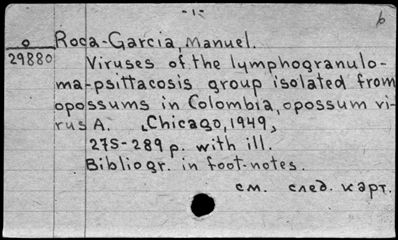 -1-
б
о
29880
Roca-Garcia, Manuel.
Viruses of the lymphogranulo-
ma-psittacosis group isolated from
opossums in Colombia, opossum vi-
rus A. [Chicago, 1949]
275-289 p. with ill.
Bibliogr. in foot-notes.
см. след. карт.